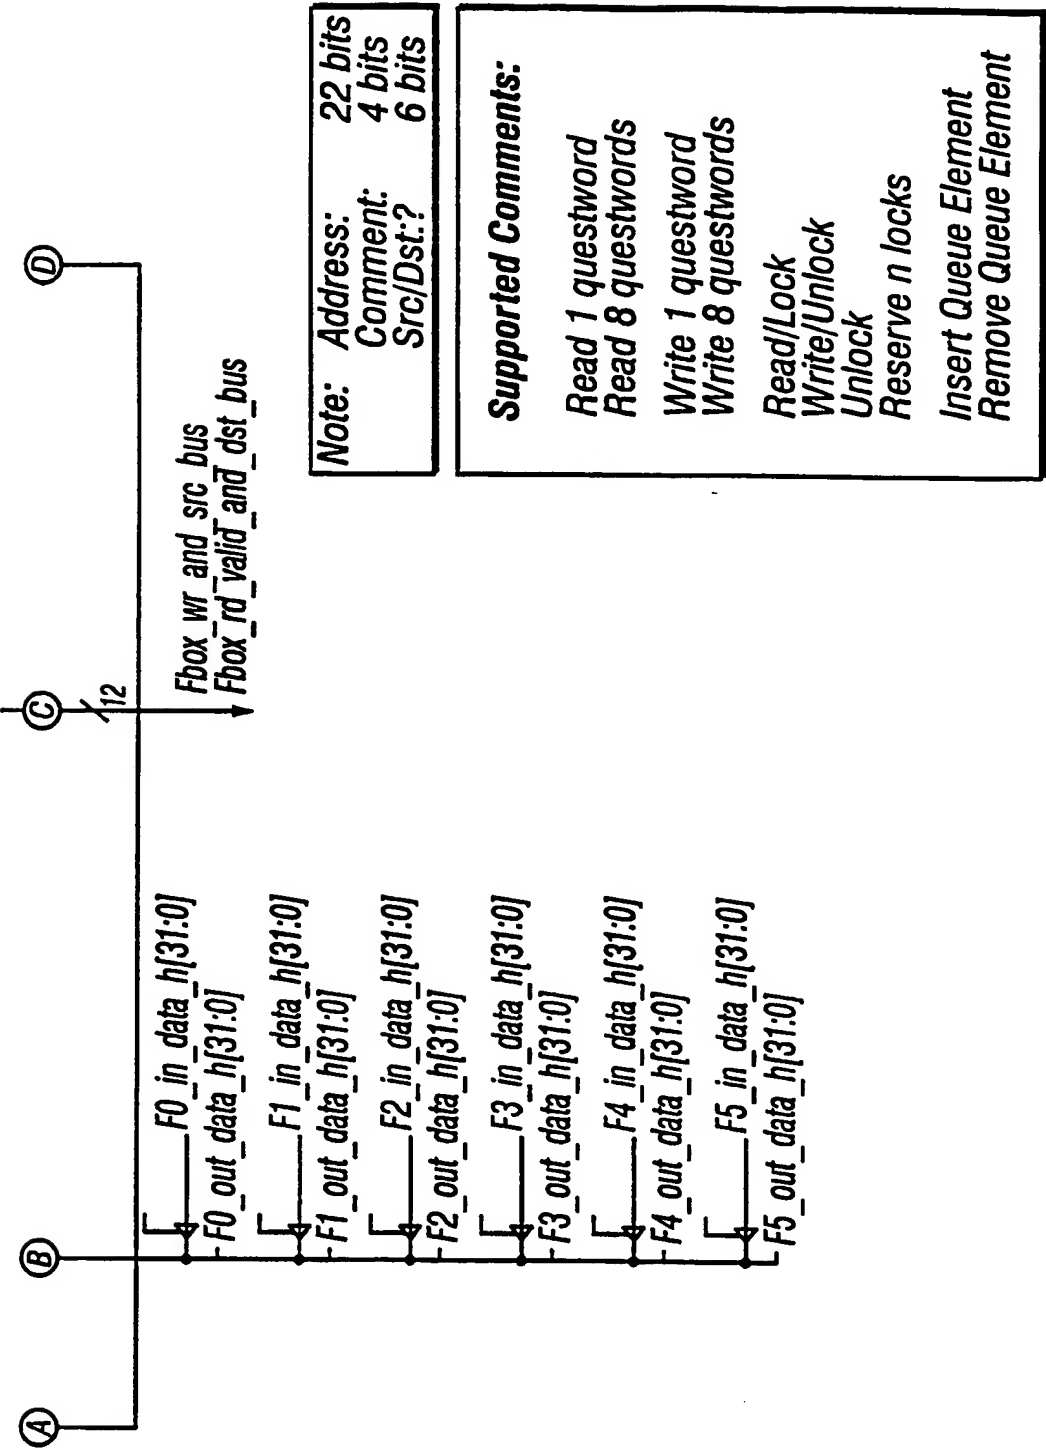 A
B
C
D
12
Fbox_wr_and_src_bus
Fbox_rd_valid_and_dst_bus
F0_in_data_h[31:0]
F0_out_data_h[31:0]
F1_in_data_h[31:0]
F1_out_data_h[31:0]
F2_in_data_h[31:0]
F2_out_data_h[31:0]
F3_in_data_h[31:0]
F3_out_data_h[31:0]
F4_in_data_h[31:0]
F4_out_data_h[31:0]
F5_in_data_h[31:0]
F5_out_data_h[31:0]
Note: Address: 22 bits
Comment: 4 bits
Src/Dst:? 6 bits
Supported Comments:
Read 1 questword
Read 8 questwords
Write 1 questword
Write 8 questwords
Read/Lock
Write/Unlock
Unlock
Reserve n locks
Insert Queue Element
Remove Queue Element